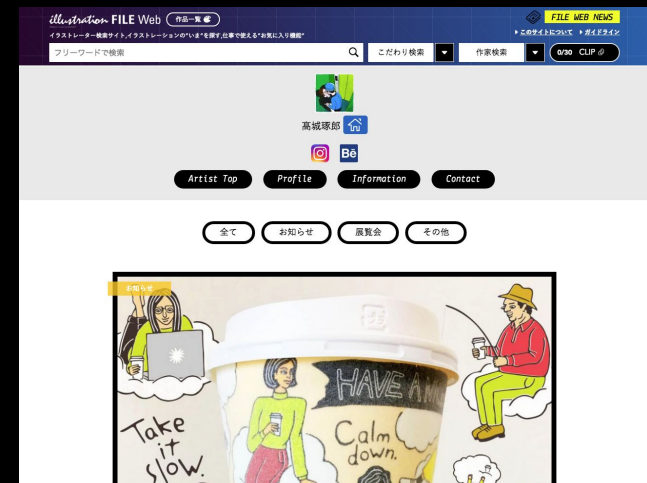 illustration FILE Web 作品一覧
FILE WEB NEWS
イラストレーター検索サイト,イラストレーションの"いま"を探す,仕事で使える"お気に入り機能"
このサイトについて ガイドライン
フリーワードで検索 こだわり検索 作家検索 0/30 CLIP
髙城琢郎
Bē
Artist Top Profile Information Contact
全て お知らせ 展覧会 その他
お知らせ
HAVE A
Take
it
slow.
Calm
down.